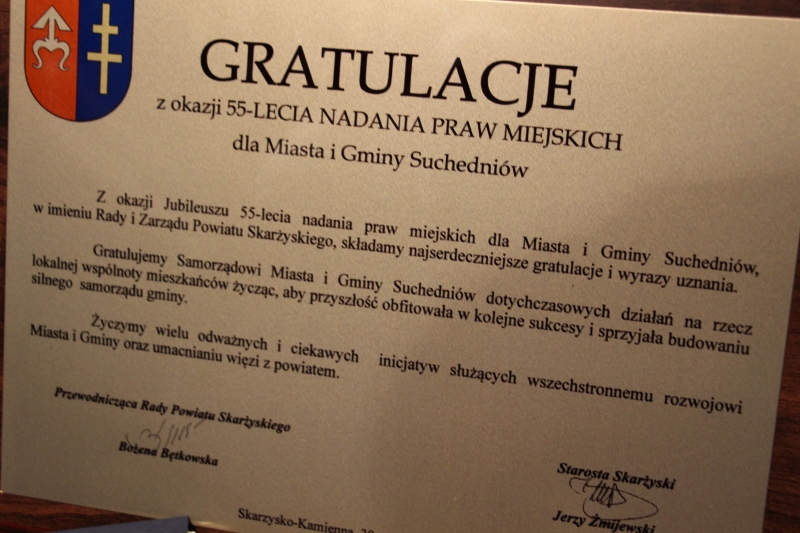 GRATULACJE
z okazji 55-LECIA NADANIA PRAW MIEJSKICH
dla Miasta i Gminy Suchedniów
Z okazji Jubileuszu 55-lecia nadania praw miejskich dla Miasta i Gminy Suchedniów,
w imieniu Rady i Zarządu Powiatu Skarżyskiego, składamy najserdeczniejsze gratulacje i wyrazy uznania.
Gratulujemy Samorządowi Miasta i Gminy Suchedniów dotychczasowych działań na rzecz
lokalnej wspólnoty mieszkańców życząc, aby przyszłość obfitowała w kolejne sukcesy i sprzyjała budowaniu
silnego samorządu gminy.
Życzymy wielu odważnych i ciekawych inicjatyw służących wszechstronnemu rozwojowi
Miasta i Gminy oraz umacnianiu więzi z powiatem.
Przewodnicząca Rady Powiatu Skarżyskiego
Bożena Bętkowska
Starosta Skarżyski
Jerzy Żmijewski
Skarżysko-Kamienna